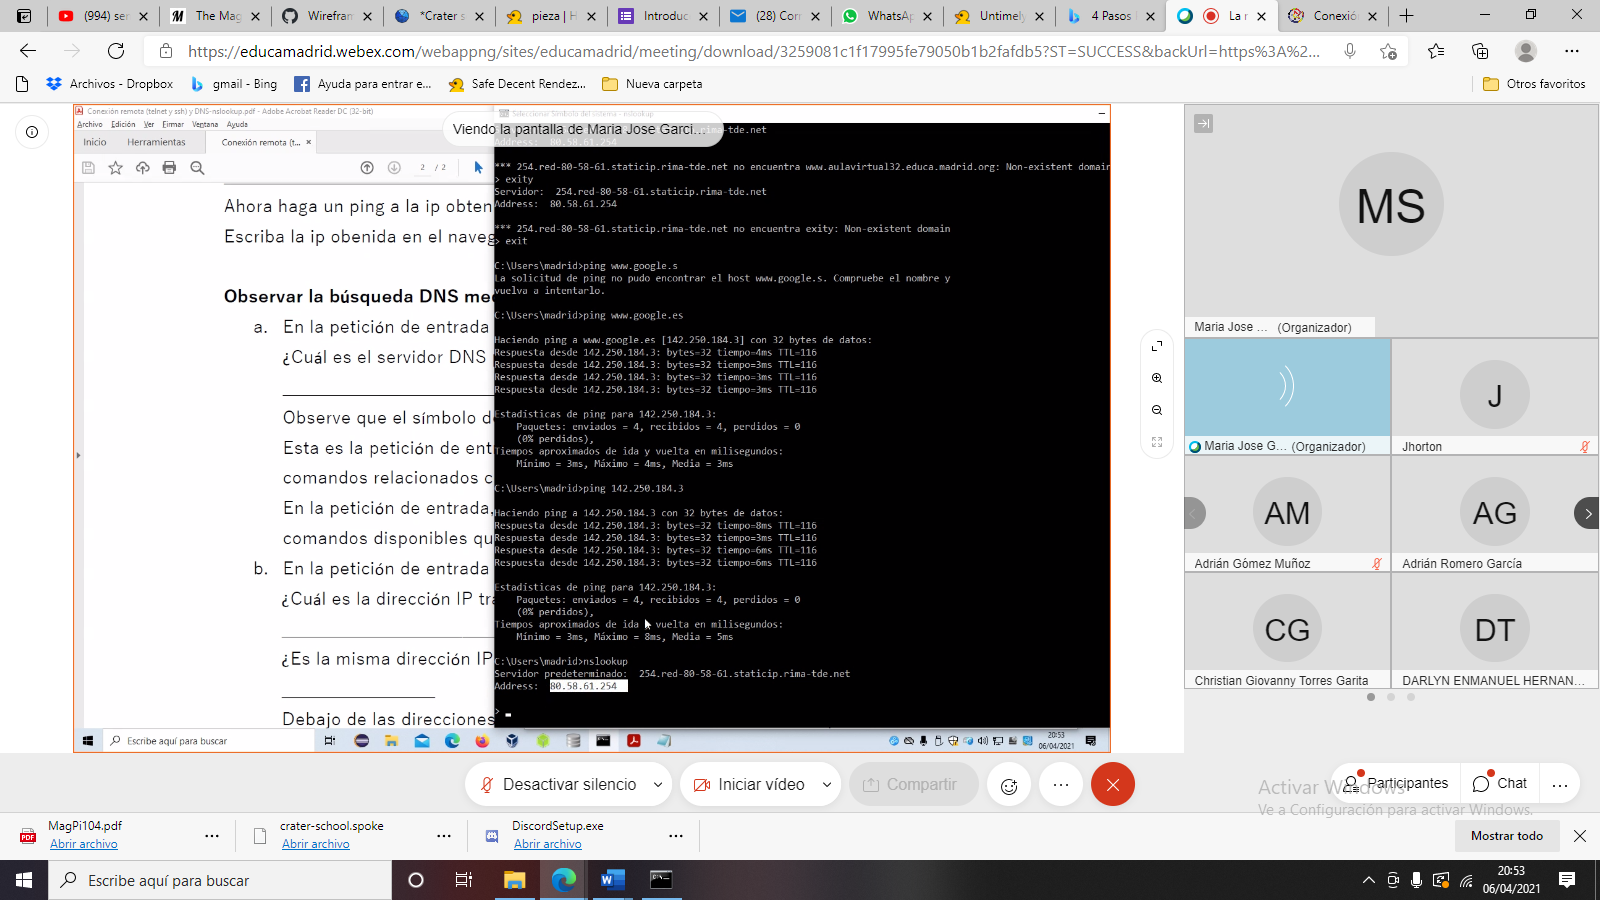 (994) ser
The Mag
Wirefran
*Crater s
pieza | H
Introduc
(28) Cor
WhatsAp
Untimely
4 Pasos
La r
Conexió
https://educamadrid.webex.com/webappng/sites/educamadrid/meeting/download/3259081c1f17995fe79050b1b2fafdb5?ST=SUCCESS&backUrl=https%3A%2...
Archivos - Dropbox
gmail - Bing
Ayuda para entrar e...
Safe Decent Rendez...
Nueva carpeta
Otros favoritos
Conexión remota (telnet y ssh) y DNS-nslookup.pdf - Adobe Acrobat Reader DC (32-bit)
Archivo Edición Ver Firmar Ventana Ayuda
Inicio Herramientas Conexión remota (t... ×
2 / 2
Ahora haga un ping a la ip obten
Escriba la ip obenida en el naveg
Observar la búsqueda DNS med
a. En la petición de entrada
¿Cuál es el servidor DNS
Observe que el símbolo d
Esta es la petición de ent
comandos relacionados c
En la petición de entrada,
comandos disponibles qu
b. En la petición de entrada
¿Cuál es la dirección IP tra
¿Es la misma dirección IP
Debajo de las direcciones
Seleccionar Símbolo del sistema - nslookup
Viendo la pantalla de Maria Jose Garci...
-tde.net
Address: 80.58.61.254
*** 254.red-80-58-61.staticip.rima-tde.net no encuentra www.aulavirtual32.educa.madrid.org: Non-existent domain
> exity
Servidor: 254.red-80-58-61.staticip.rima-tde.net
Address: 80.58.61.254
*** 254.red-80-58-61.staticip.rima-tde.net no encuentra exity: Non-existent domain
> exit
C:\Users\madrid>ping www.google.s
La solicitud de ping no pudo encontrar el host www.google.s. Compruebe el nombre y
vuelva a intentarlo.
C:\Users\madrid>ping www.google.es
Haciendo ping a www.google.es [142.250.184.3] con 32 bytes de datos:
Respuesta desde 142.250.184.3: bytes=32 tiempo=4ms TTL=116
Respuesta desde 142.250.184.3: bytes=32 tiempo=3ms TTL=116
Respuesta desde 142.250.184.3: bytes=32 tiempo=3ms TTL=116
Respuesta desde 142.250.184.3: bytes=32 tiempo=3ms TTL=116
Estadísticas de ping para 142.250.184.3:
Paquetes: enviados = 4, recibidos = 4, perdidos = 0
(0% perdidos),
Tiempos aproximados de ida y vuelta en milisegundos:
Mínimo = 3ms, Máximo = 4ms, Media = 3ms
C:\Users\madrid>ping 142.250.184.3
Haciendo ping a 142.250.184.3 con 32 bytes de datos:
Respuesta desde 142.250.184.3: bytes=32 tiempo=8ms TTL=116
Respuesta desde 142.250.184.3: bytes=32 tiempo=3ms TTL=116
Respuesta desde 142.250.184.3: bytes=32 tiempo=6ms TTL=116
Respuesta desde 142.250.184.3: bytes=32 tiempo=6ms TTL=116
Estadísticas de ping para 142.250.184.3:
Paquetes: enviados = 4, recibidos = 4, perdidos = 0
(0% perdidos),
Tiempos aproximados de ida y vuelta en milisegundos:
Mínimo = 3ms, Máximo = 8ms, Media = 5ms
C:\Users\madrid>nslookup
Servidor predeterminado: 254.red-80-58-61.staticip.rima-tde.net
Address: 80.58.61.254
>
Escribe aquí para buscar
20:53
06/04/2021
MS
Maria Jose ... (Organizador)
Maria Jose G... (Organizador)
J
Jhorton
AM
Adrián Gómez Muñoz
AG
Adrián Romero García
CG
Christian Giovanny Torres Garita
DT
DARLYN ENMANUEL HERNAN...
Desactivar silencio
Iniciar vídeo
Compartir
Participantes
Chat
Activar Windows
Ve a Configuración para activar Windows.
MagPi104.pdf
Abrir archivo
crater-school.spoke
Abrir archivo
DiscordSetup.exe
Abrir archivo
Mostrar todo
Escribe aquí para buscar
20:53
06/04/2021